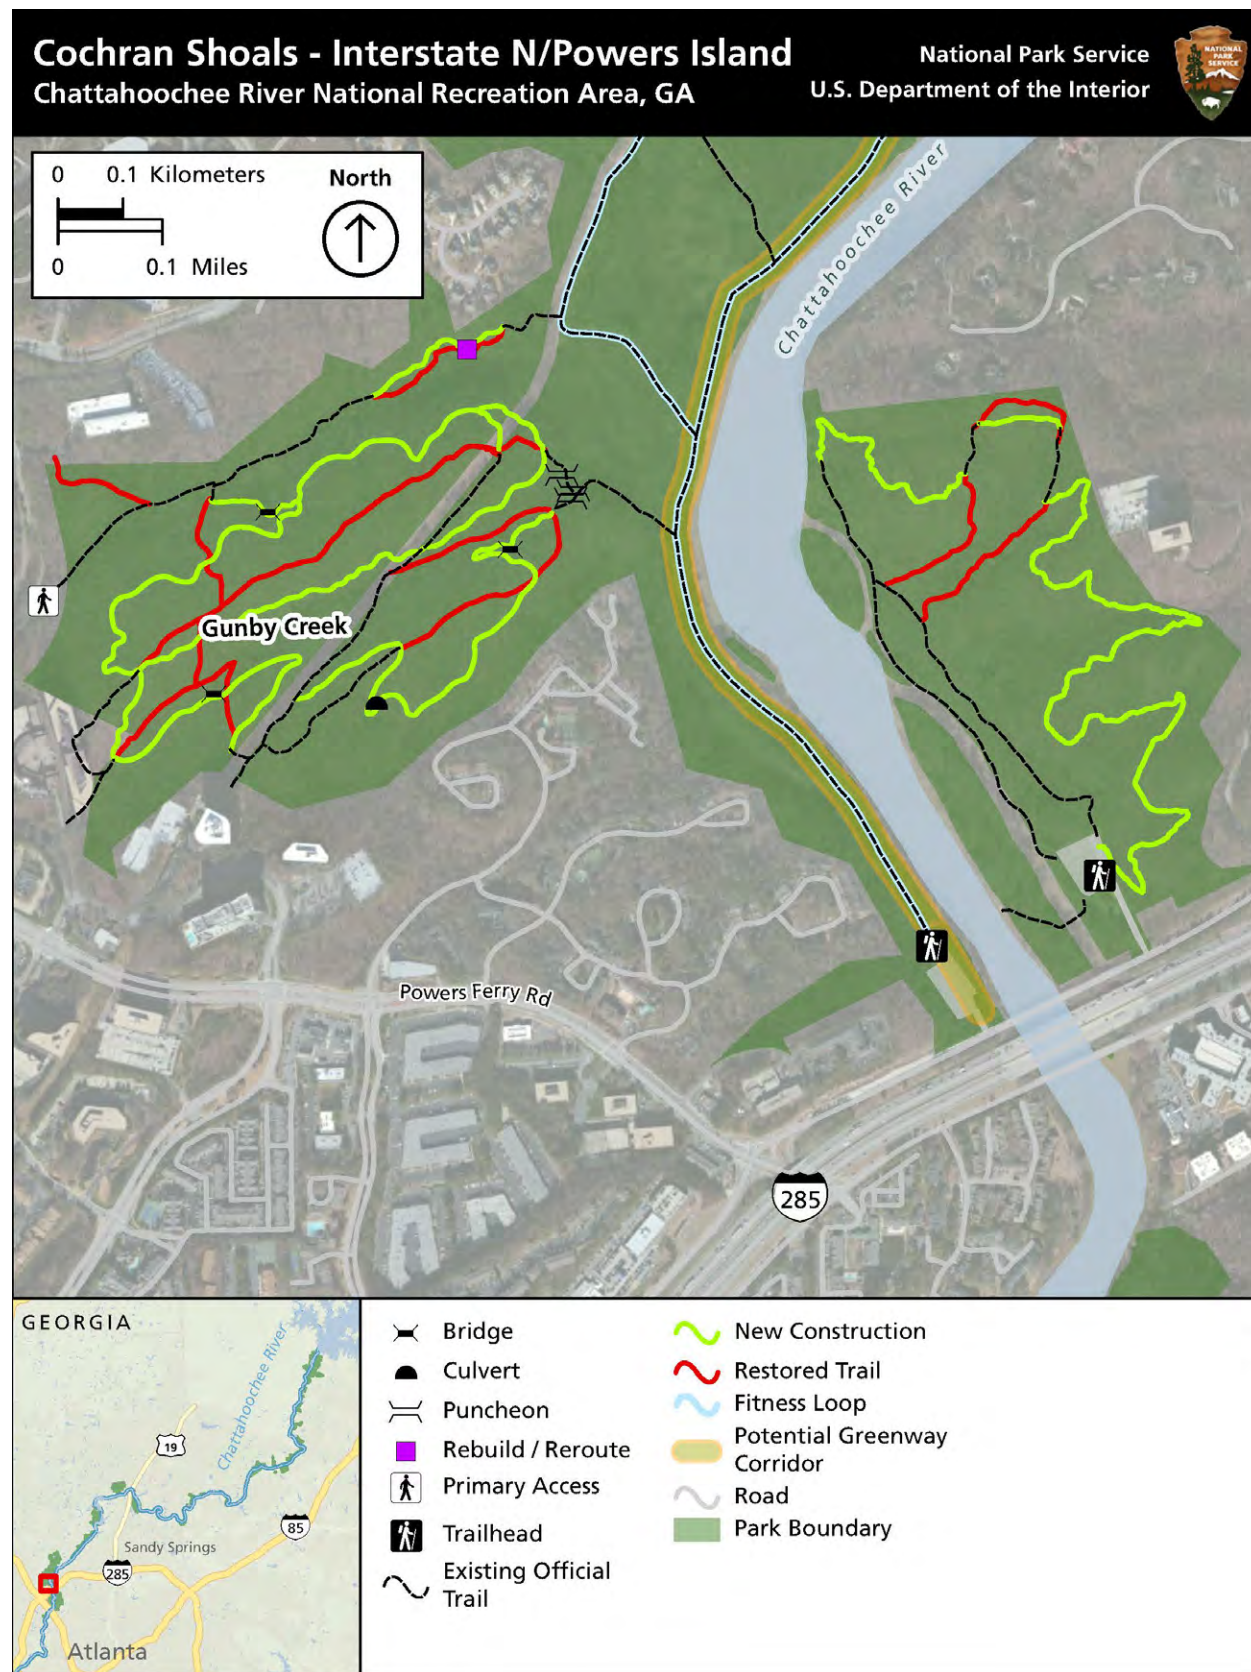 Cochran Shoals - Interstate N/Powers Island
Chattahoochee River National Recreation Area, GA
National Park Service
U.S. Department of the Interior
NATIONAL
PARK
SERVICE
0 0.1 Kilometers
0 0.1 Miles
North
Chattahoochee River
Gunby Creek
Powers Ferry Rd
285
GEORGIA
Chattahoochee River
19
85
Sandy Springs
285
Atlanta
Bridge
Culvert
Puncheon
Rebuild / Reroute
Primary Access
Trailhead
Existing Official
Trail
New Construction
Restored Trail
Fitness Loop
Potential Greenway
Corridor
Road
Park Boundary